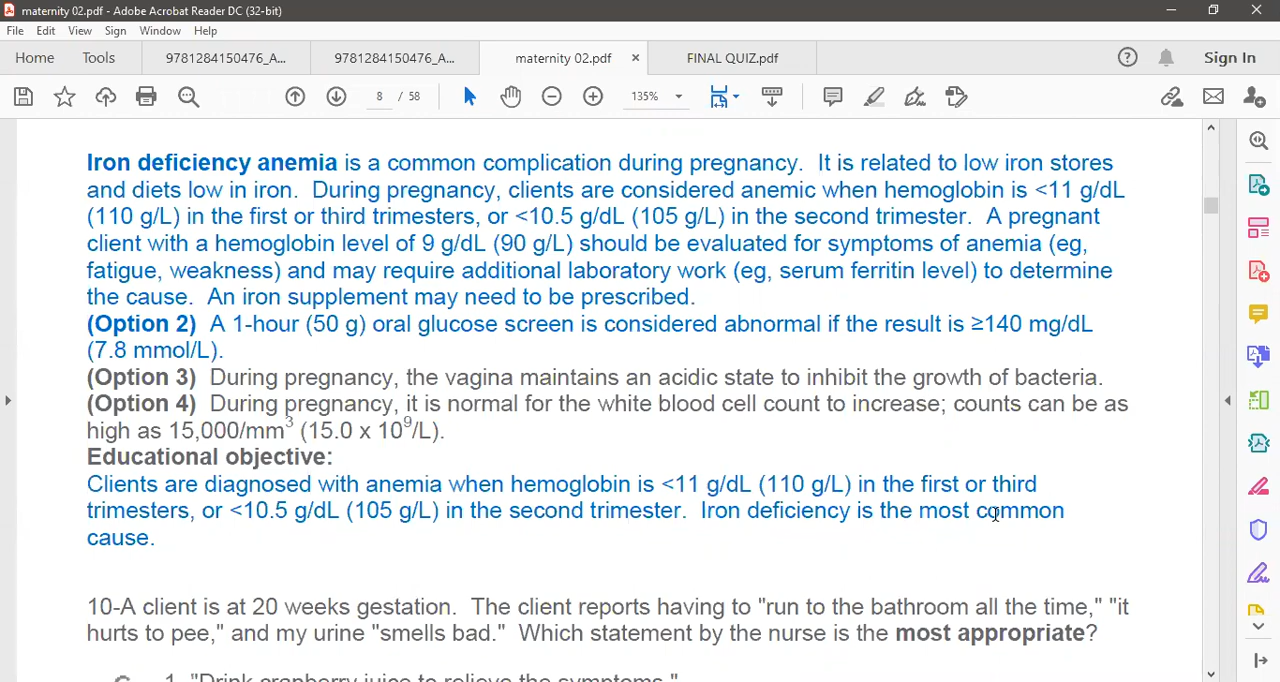 maternity 02.pdf - Adobe Acrobat Reader DC (32-bit)
File Edit View Sign Window Help
Home Tools 9781284150476_A... 9781284150476_A... maternity 02.pdf × FINAL QUIZ.pdf Sign In
8 / 58 135%
Iron deficiency anemia is a common complication during pregnancy. It is related to low iron stores
and diets low in iron. During pregnancy, clients are considered anemic when hemoglobin is <11 g/dL
(110 g/L) in the first or third trimesters, or <10.5 g/dL (105 g/L) in the second trimester. A pregnant
client with a hemoglobin level of 9 g/dL (90 g/L) should be evaluated for symptoms of anemia (eg,
fatigue, weakness) and may require additional laboratory work (eg, serum ferritin level) to determine
the cause. An iron supplement may need to be prescribed.
(Option 2) A 1-hour (50 g) oral glucose screen is considered abnormal if the result is ≥140 mg/dL
(7.8 mmol/L).
(Option 3) During pregnancy, the vagina maintains an acidic state to inhibit the growth of bacteria.
(Option 4) During pregnancy, it is normal for the white blood cell count to increase; counts can be as
high as 15,000/mm³ (15.0 x 10⁹/L).
Educational objective:
Clients are diagnosed with anemia when hemoglobin is <11 g/dL (110 g/L) in the first or third
trimesters, or <10.5 g/dL (105 g/L) in the second trimester. Iron deficiency is the most common
cause.
10-A client is at 20 weeks gestation. The client reports having to "run to the bathroom all the time," "it
hurts to pee," and my urine "smells bad." Which statement by the nurse is the most appropriate?
1. "Drink cranberry juice to relieve the symptoms."